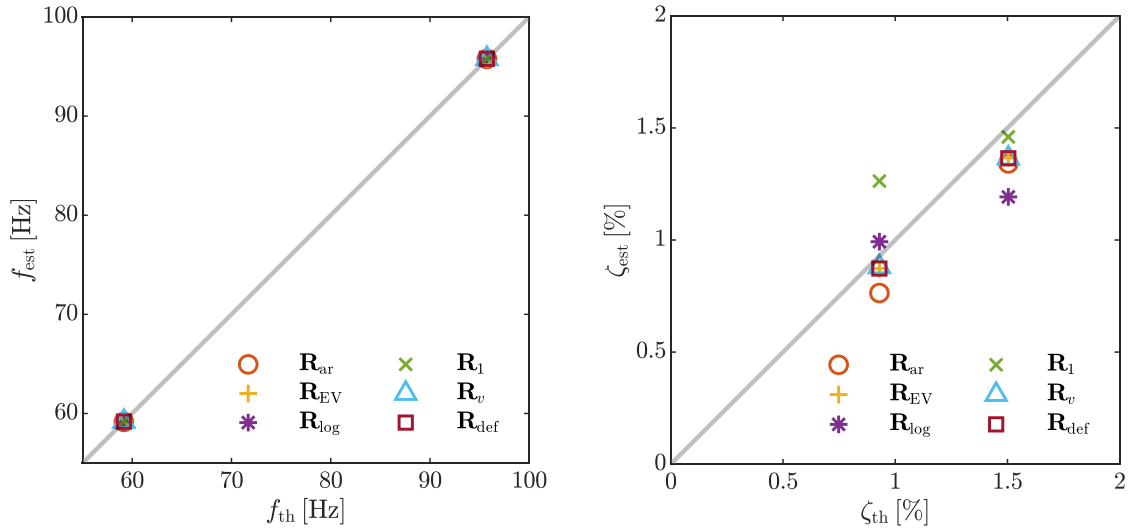 100
90
80
70
60
f_est [Hz]
60 70 80 90 100
f_th [Hz]
R_ar R_1
R_EV R_v
R_log R_def
2
1.5
1
0.5
0
ζ_est [%]
0 0.5 1 1.5 2
ζ_th [%]
R_ar R_1
R_EV R_v
R_log R_def